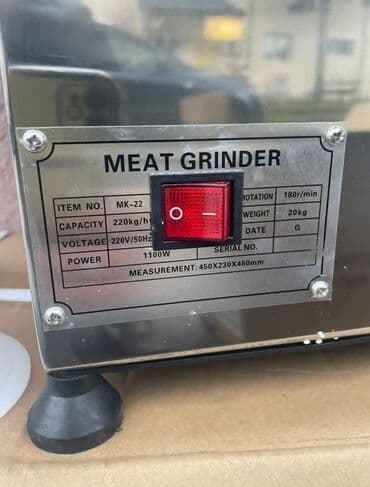 MEAT GRINDER
ITEM NO. MK-22 ROTATION 180r/min
CAPACITY 220kg/h WEIGHT 20kg
VOLTAGE 220V/50Hz DATE G
POWER 1100W SERIAL NO.
MEASUREMENT: 450X230X460mm